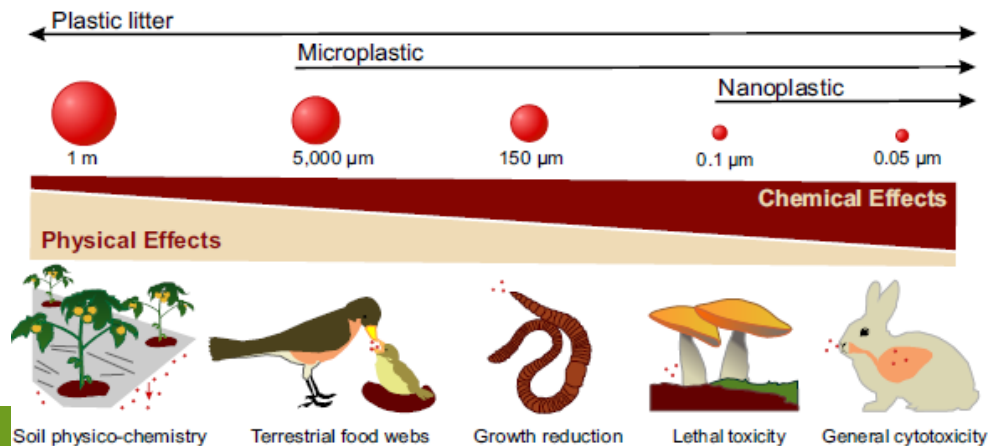 Plastic litter
Microplastic
Nanoplastic
1 m
5,000 µm
150 µm
0.1 µm
0.05 µm
Chemical Effects
Physical Effects
Soil physico-chemistry
Terrestrial food webs
Growth reduction
Lethal toxicity
General cytotoxicity